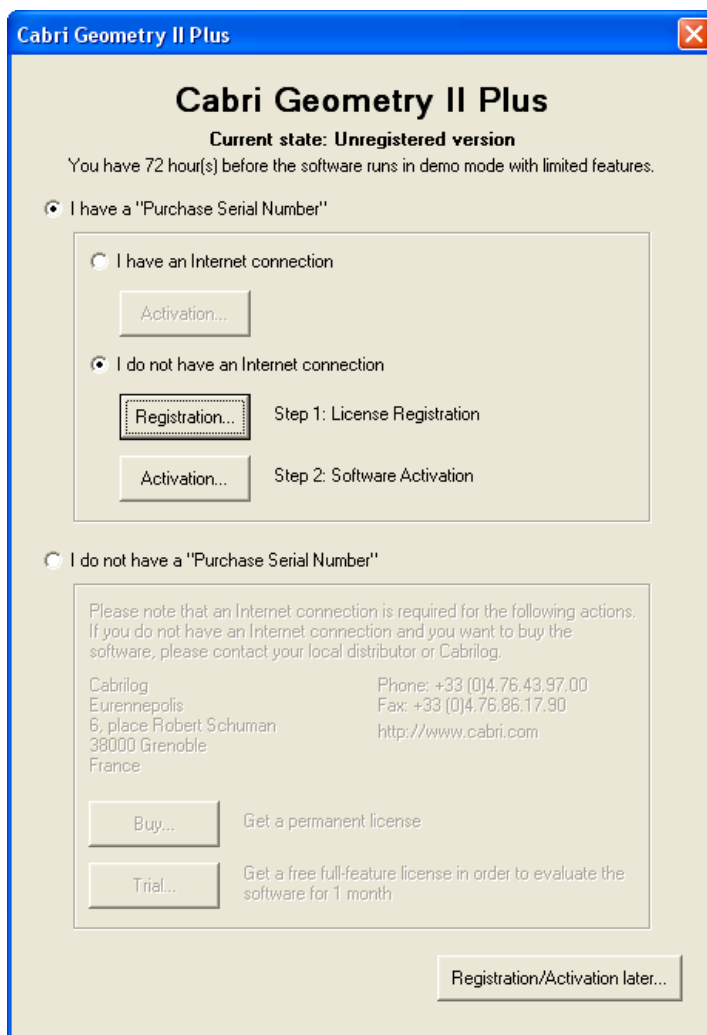 Cabri Geometry II Plus
Cabri Geometry II Plus
Current state: Unregistered version
You have 72 hour(s) before the software runs in demo mode with limited features.
I have a "Purchase Serial Number"
I have an Internet connection
Activation...
I do not have an Internet connection
Registration... Step 1: License Registration
Activation... Step 2: Software Activation
I do not have a "Purchase Serial Number"
Please note that an Internet connection is required for the following actions.
If you do not have an Internet connection and you want to buy the
software, please contact your local distributor or Cabrilog.
Cabrilog
Eurennepolis
6, place Robert Schuman
38000 Grenoble
France
Phone: +33 (0)4.76.43.97.00
Fax: +33 (0)4.76.86.17.90
http://www.cabri.com
Buy... Get a permanent license
Trial... Get a free full-feature license in order to evaluate the
software for 1 month
Registration/Activation later...